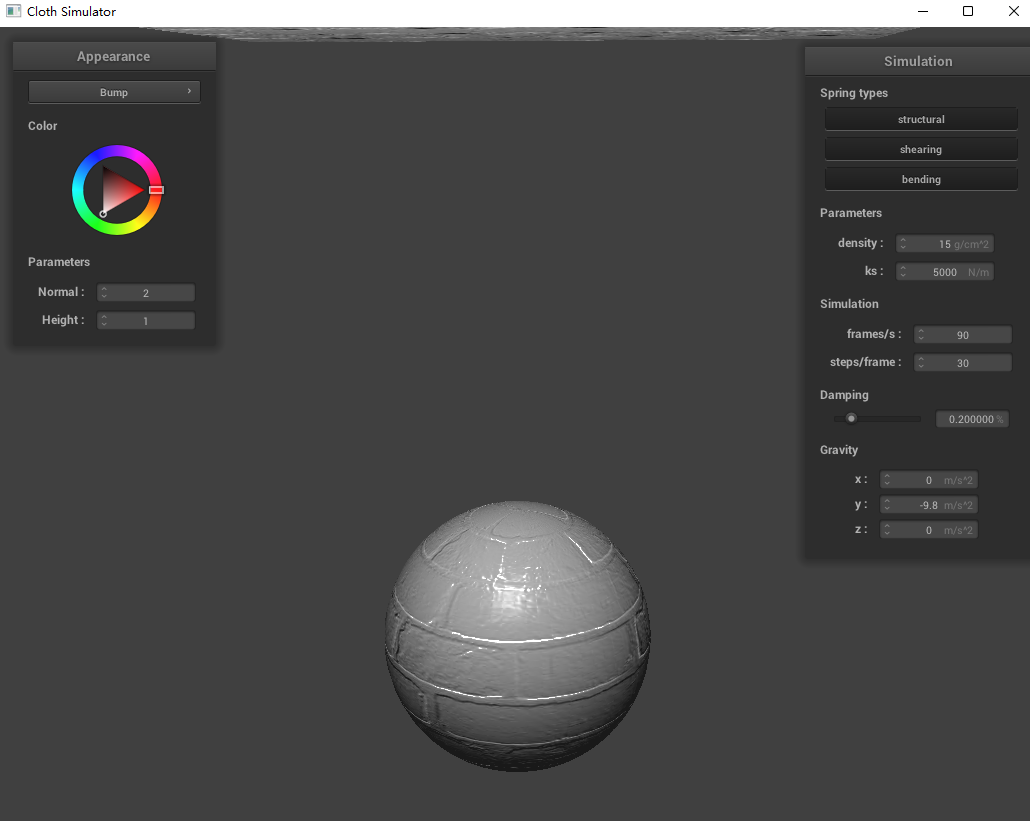 Cloth Simulator
Appearance
Bump
Color
Parameters
Normal : 2
Height : 1
Simulation
Spring types
structural
shearing
bending
Parameters
density : 15 g/cm^2
ks : 5000 N/m
Simulation
frames/s : 90
steps/frame : 30
Damping
0.200000 %
Gravity
x : 0 m/s^2
y : -9.8 m/s^2
z : 0 m/s^2